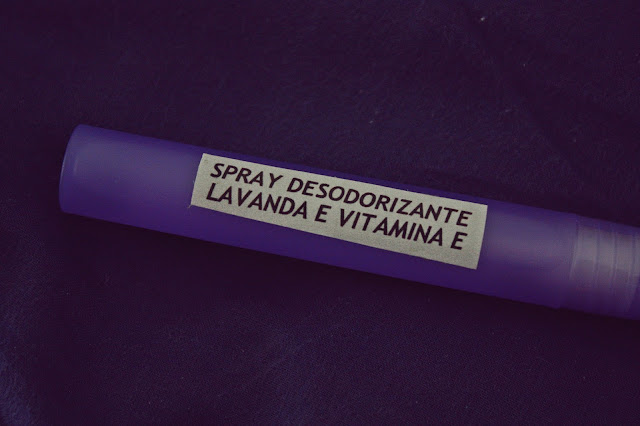 SPRAY DESODORIZANTE
LAVANDA E VITAMINA E